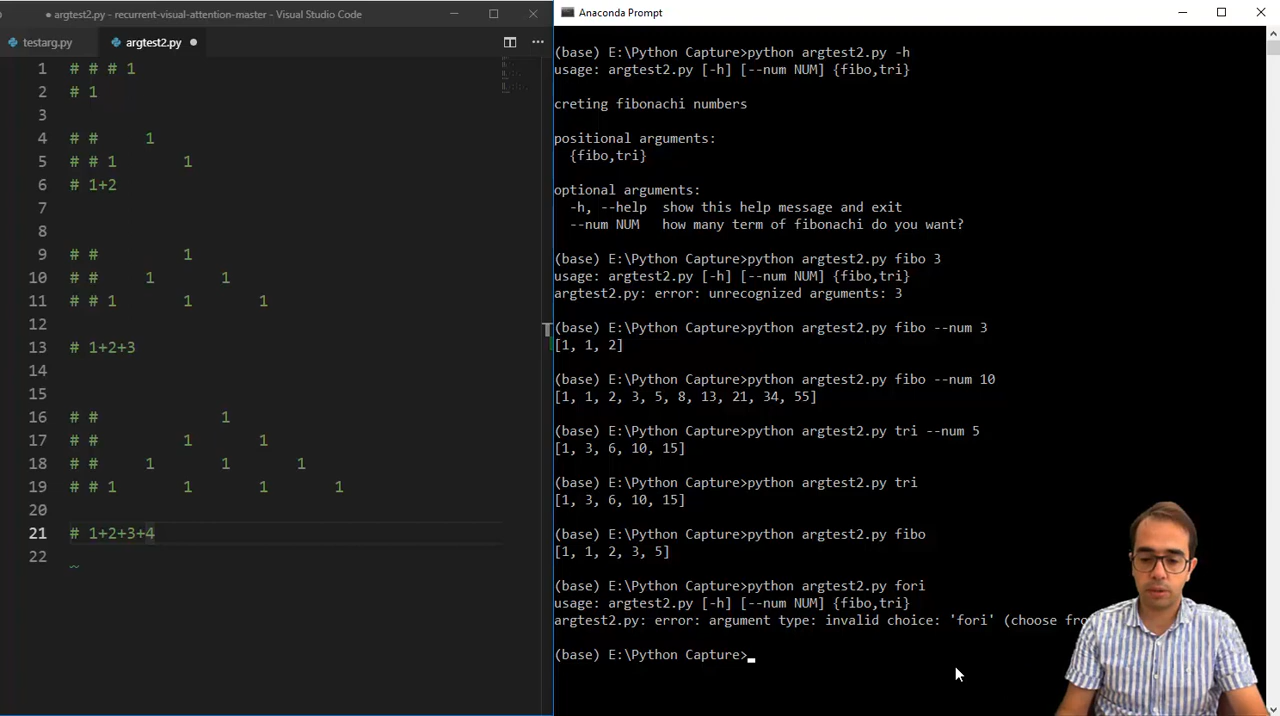 argtest2.py - recurrent-visual-attention-master - Visual Studio Code
testarg.py
argtest2.py
1 # # # 1
2 # 1
3
4 # # 1
5 # # 1 1
6 # 1+2
7
8
9 # # 1
10 # # 1 1
11 # # 1 1 1
12
13 # 1+2+3
14
15
16 # # 1
17 # # 1 1
18 # # 1 1 1
19 # # 1 1 1 1
20
21 # 1+2+3+4
22
Anaconda Prompt
(base) E:\Python Capture>python argtest2.py -h
usage: argtest2.py [-h] [--num NUM] {fibo,tri}
creting fibonachi numbers
positional arguments:
{fibo,tri}
optional arguments:
-h, --help show this help message and exit
--num NUM how many term of fibonachi do you want?
(base) E:\Python Capture>python argtest2.py fibo 3
usage: argtest2.py [-h] [--num NUM] {fibo,tri}
argtest2.py: error: unrecognized arguments: 3
(base) E:\Python Capture>python argtest2.py fibo --num 3
[1, 1, 2]
(base) E:\Python Capture>python argtest2.py fibo --num 10
[1, 1, 2, 3, 5, 8, 13, 21, 34, 55]
(base) E:\Python Capture>python argtest2.py tri --num 5
[1, 3, 6, 10, 15]
(base) E:\Python Capture>python argtest2.py tri
[1, 3, 6, 10, 15]
(base) E:\Python Capture>python argtest2.py fibo
[1, 1, 2, 3, 5]
(base) E:\Python Capture>python argtest2.py fori
usage: argtest2.py [-h] [--num NUM] {fibo,tri}
argtest2.py: error: argument type: invalid choice: 'fori' (choose fro
(base) E:\Python Capture>